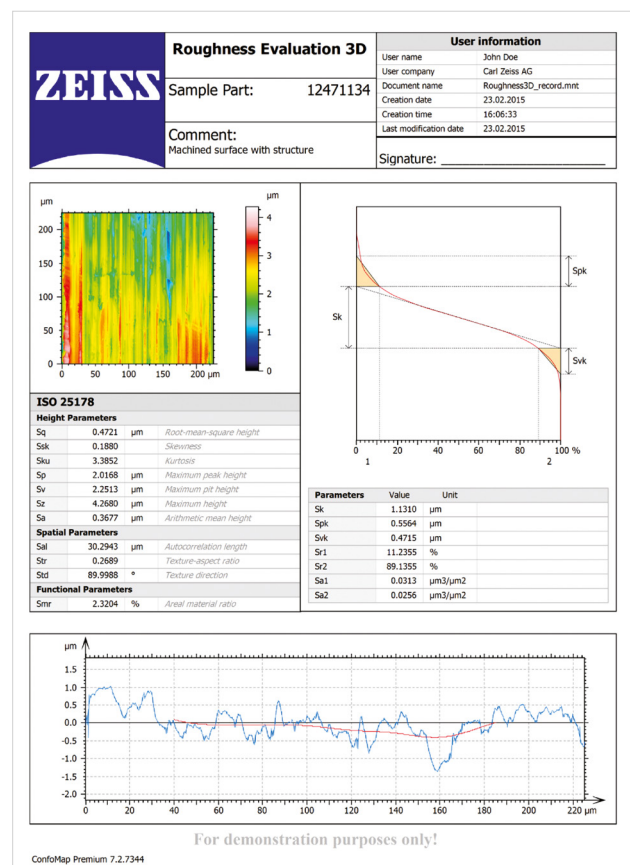 ZEISS
Roughness Evaluation 3D
Sample Part: 12471134
Comment:
Machined surface with structure
User information
User name John Doe
User company Carl Zeiss AG
Document name Roughness3D_record.mnt
Creation date 23.02.2015
Creation time 16:06:33
Last modification date 23.02.2015
Signature:
µm
200
150
100
50
0
0 50 100 150 200 µm
µm
4
3
2
1
0
Sk
Spk
Svk
0 20 40 60 80 100 %
1 2
ISO 25178
Height Parameters
Sq 0.4721 µm Root-mean-square height
Ssk 0.1880 Skewness
Sku 3.3852 Kurtosis
Sp 2.0168 µm Maximum peak height
Sv 2.2513 µm Maximum pit height
Sz 4.2680 µm Maximum height
Sa 0.3677 µm Arithmetic mean height
Spatial Parameters
Sal 30.2943 µm Autocorrelation length
Str 0.2689 Texture-aspect ratio
Std 89.9988 ° Texture direction
Functional Parameters
Smr 2.3204 % Areal material ratio
Parameters Value Unit
Sk 1.1310 µm
Spk 0.5564 µm
Svk 0.4715 µm
Sr1 11.2355 %
Sr2 89.1355 %
Sa1 0.0313 µm3/µm2
Sa2 0.0256 µm3/µm2
µm
1.5
1.0
0.5
0.0
-0.5
-1.0
-1.5
-2.0
0 20 40 60 80 100 120 140 160 180 200 220 µm
For demonstration purposes only!
ConfoMap Premium 7.2.7344